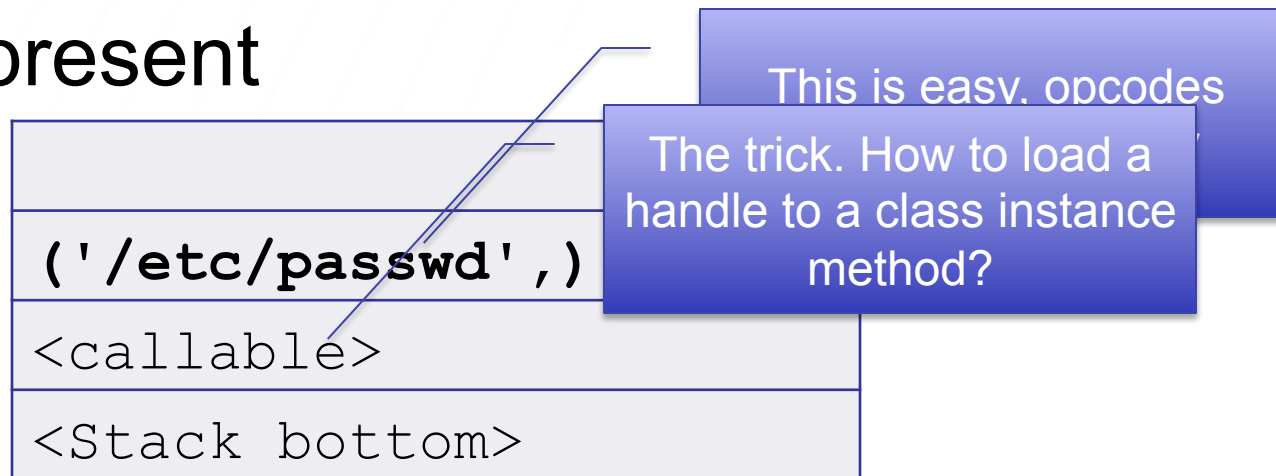 present
This is easy, opcodes
The trick. How to load a
handle to a class instance
method?
('/etc/passwd',)
<callable>
<Stack bottom>